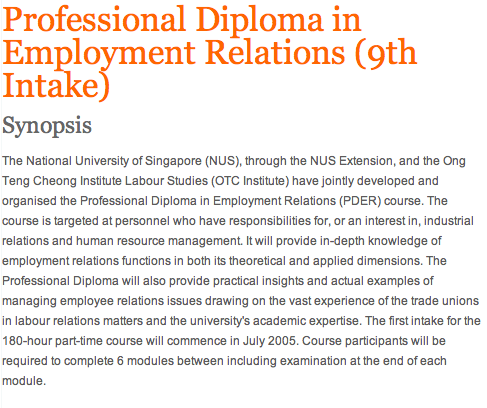 Professional Diploma in
Employment Relations (9th
Intake)
Synopsis
The National University of Singapore (NUS), through the NUS Extension, and the Ong
Teng Cheong Institute Labour Studies (OTC Institute) have jointly developed and
organised the Professional Diploma in Employment Relations (PDER) course. The
course is targeted at personnel who have responsibilities for, or an interest in, industrial
relations and human resource management. It will provide in-depth knowledge of
employment relations functions in both its theoretical and applied dimensions. The
Professional Diploma will also provide practical insights and actual examples of
managing employee relations issues drawing on the vast experience of the trade unions
in labour relations matters and the university's academic expertise. The first intake for the
180-hour part-time course will commence in July 2005. Course participants will be
required to complete 6 modules between including examination at the end of each
module.